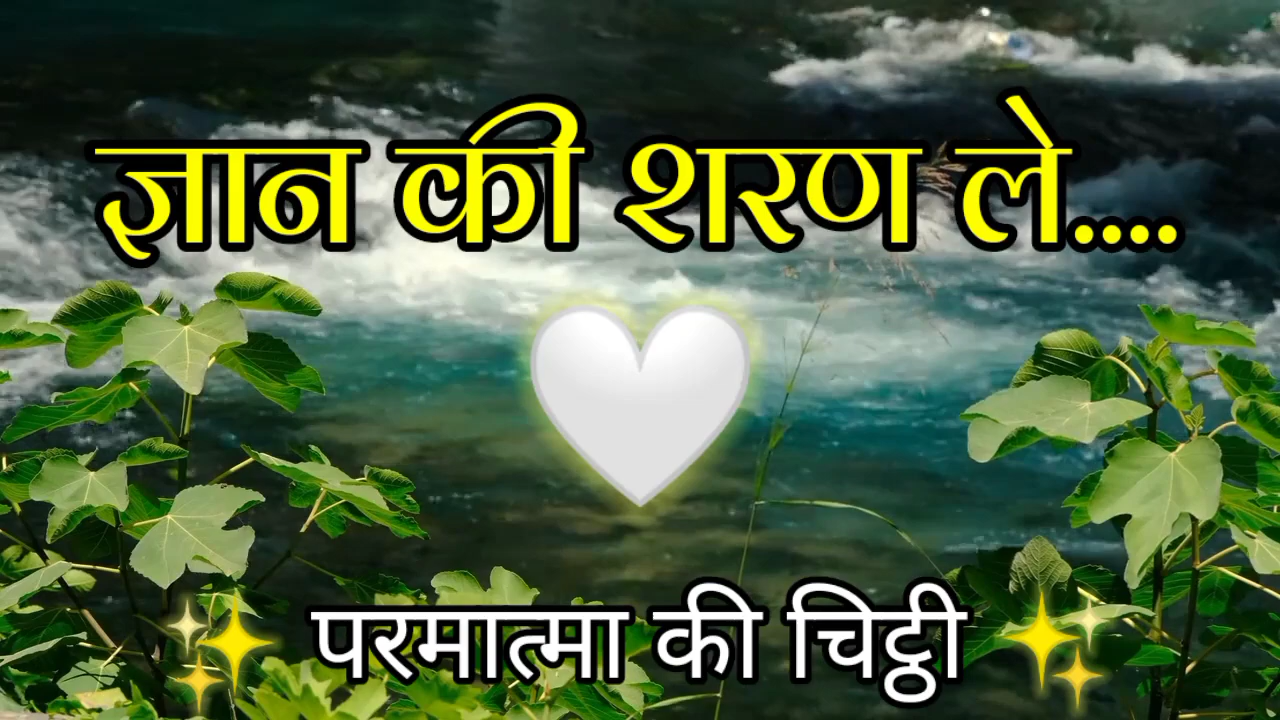 ज्ञान की शरण ले....
परमात्मा की चिट्ठी